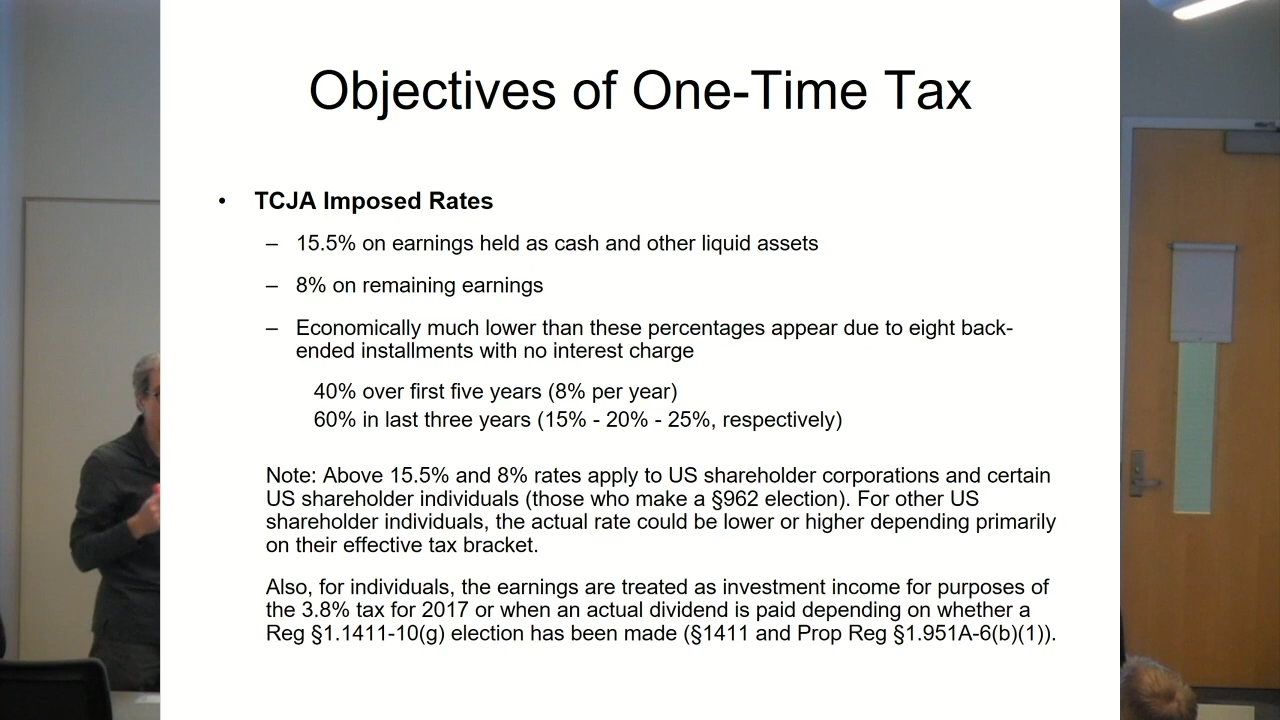 Objectives of One-Time Tax
• TCJA Imposed Rates
– 15.5% on earnings held as cash and other liquid assets
– 8% on remaining earnings
– Economically much lower than these percentages appear due to eight back-
ended installments with no interest charge
40% over first five years (8% per year)
60% in last three years (15% - 20% - 25%, respectively)
Note: Above 15.5% and 8% rates apply to US shareholder corporations and certain
US shareholder individuals (those who make a §962 election). For other US
shareholder individuals, the actual rate could be lower or higher depending primarily
on their effective tax bracket.
Also, for individuals, the earnings are treated as investment income for purposes of
the 3.8% tax for 2017 or when an actual dividend is paid depending on whether a
Reg §1.1411-10(g) election has been made (§1411 and Prop Reg §1.951A-6(b)(1)).